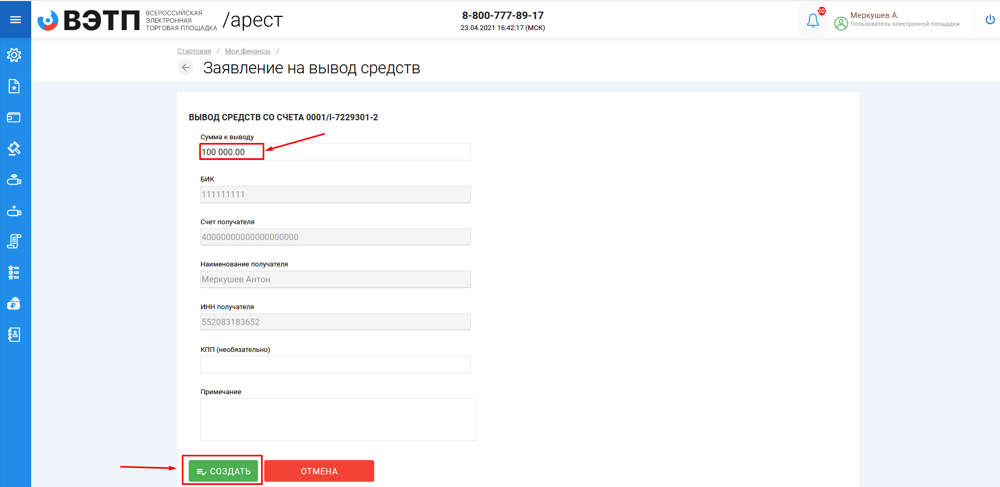 ВЭТП
ВСЕРОССИЙСКАЯ
ЭЛЕКТРОННАЯ
ТОРГОВАЯ ПЛОЩАДКА
/арест
8-800-777-89-17
23.04.2021 16:42:17 (МСК)
20
Меркушев А.
Пользователь электронной площадки
Стартовая / Мои финансы /
Заявление на вывод средств
ВЫВОД СРЕДСТВ СО СЧЕТА 0001/I-7229301-2
Сумма к выводу
100 000.00
БИК
111111111
Счет получателя
40000000000000000000
Наименование получателя
Меркушев Антон
ИНН получателя
552083183652
КПП (необязательно)
Примечание
СОЗДАТЬ
ОТМЕНА